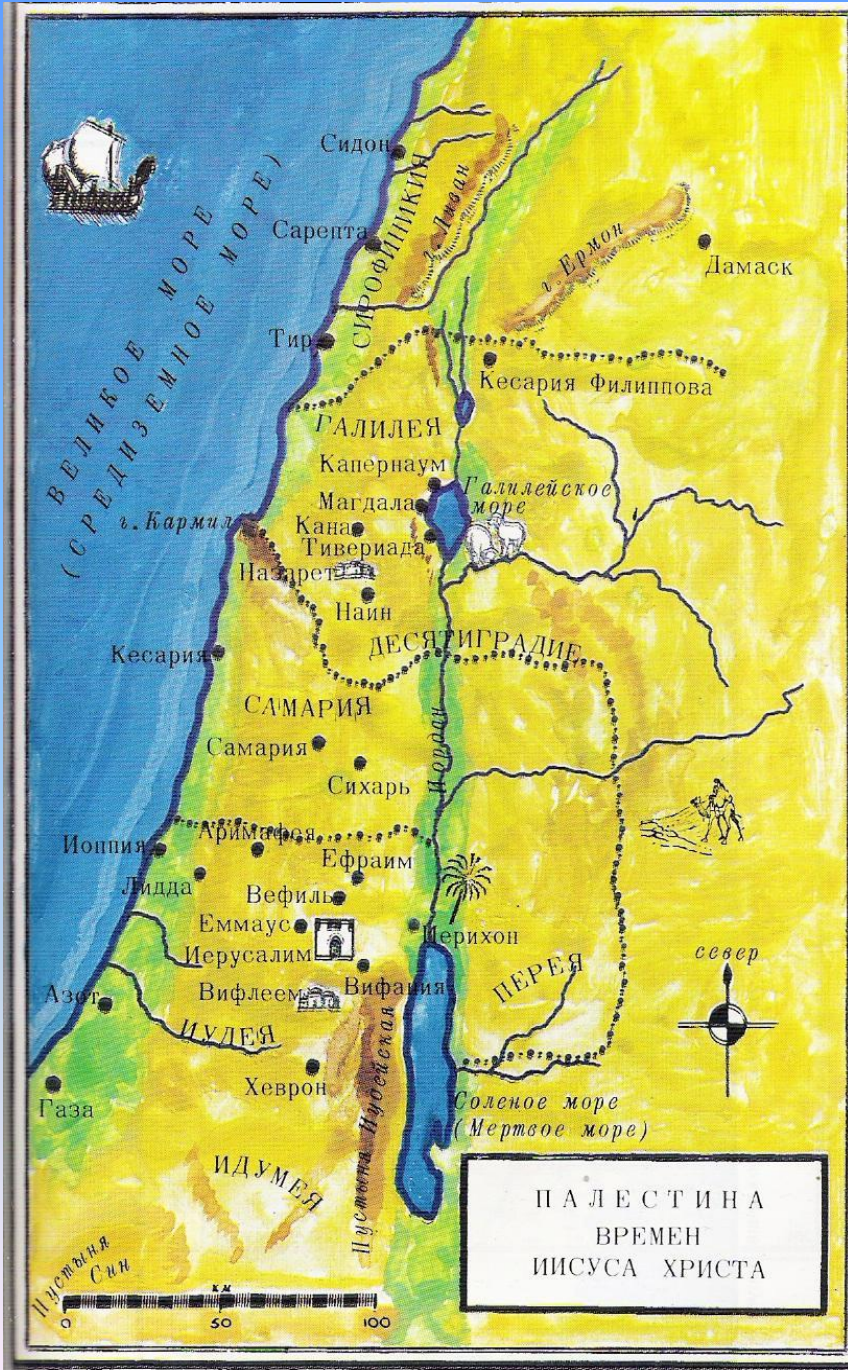 Сидон
СИРОФИНИКИЯ
г. Ливан
Сарепта
г. Ермон
Дамаск
ВЕЛИКОЕ МОРЕ
(СРЕДИЗЕМНОЕ МОРЕ)
Тир
Кесария Филиппова
ГАЛИЛЕЯ
Капернаум
Галилейское
море
Магдала
г. Кармил
Кана
Тивериада
Назарет
Наин
ДЕСЯТИГРАДИЕ
Кесария
САМАРИЯ
Самария
Иордан
Сихарь
Иоппия
Аримафея
Ефраим
Лидда
Вефиль
Еммаус
Иерихон
Иерусалим
ПЕРЕЯ
север
Вифания
Вифлеем
Азот
ИУДЕЯ
Хеврон
Газа
Соленое море
(Мертвое море)
Пустыня Иудейская
ИДУМЕЯ
Пустыня
Син
км
0 50 100
ПАЛЕСТИНА
ВРЕМЕН
ИИСУСА ХРИСТА